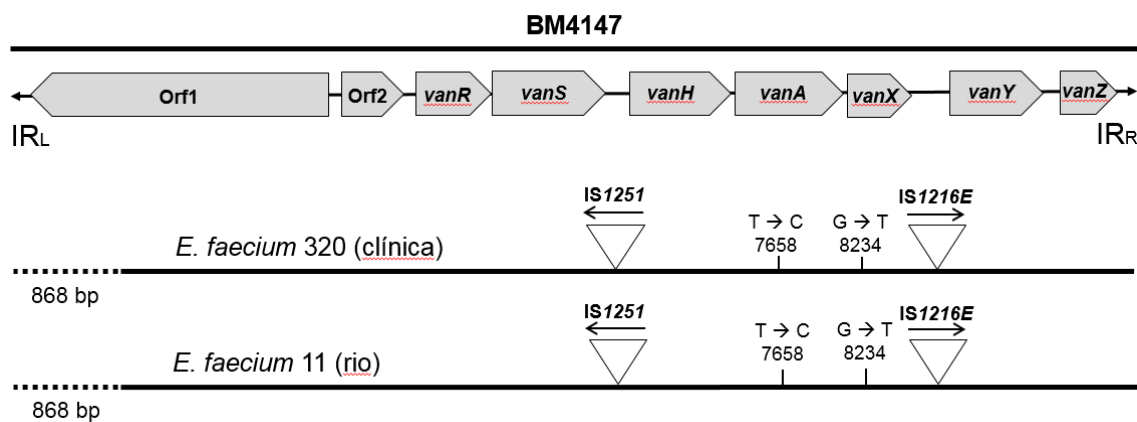 BM4147
Orf1 Orf2 vanR vanS vanH vanA vanX vanY vanZ
IRL IRR
IS1251 IS1216E
T → C G → T
E. faecium 320 (clínica) 7658 8234
868 bp
IS1251 IS1216E
T → C G → T
E. faecium 11 (rio) 7658 8234
868 bp